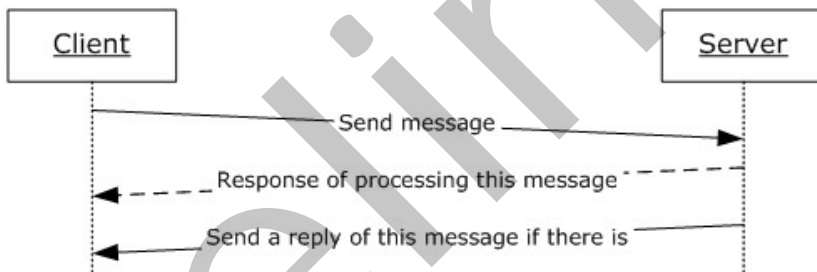 Client
Server
Send message
Response of processing this message
Send a reply of this message if there is